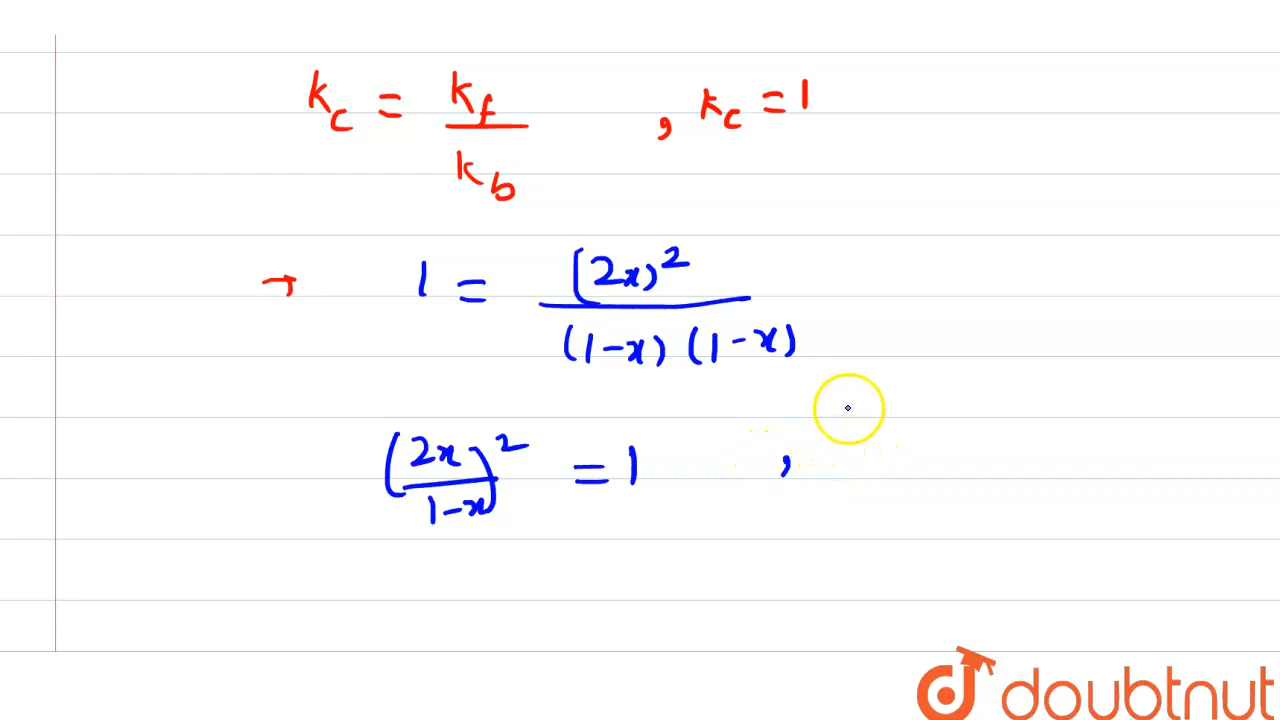 k_c = k_f / k_b , k_c = 1
→ 1 = (2x)^2 / (1-x) (1-x)
(2x / 1-x)^2 = 1 ,
doubtnut